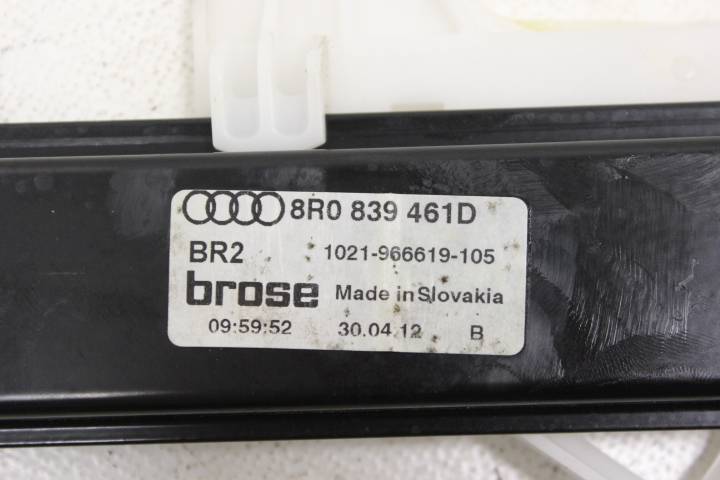 8R0 839 461D
BR2 1021-966619-105
brose Made in Slovakia
09:59:52 30.04.12 B